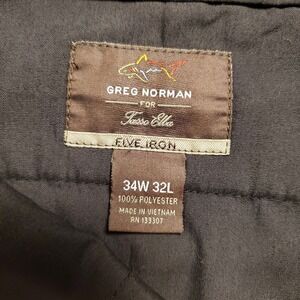 GREG NORMAN
FOR
Tasso Elba
FIVE IRON
34W 32L
100% POLYESTER
MADE IN VIETNAM
RN 133307